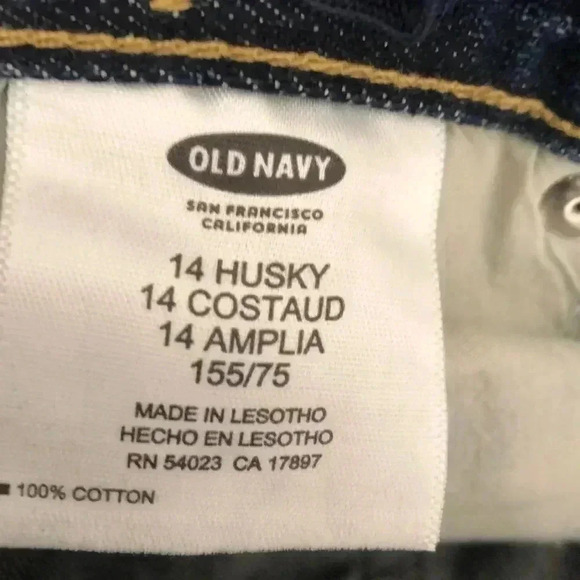 OLD NAVY
SAN FRANCISCO
CALIFORNIA
14 HUSKY
14 COSTAUD
14 AMPLIA
155/75
MADE IN LESOTHO
HECHO EN LESOTHO
RN 54023 CA 17897
100% COTTON